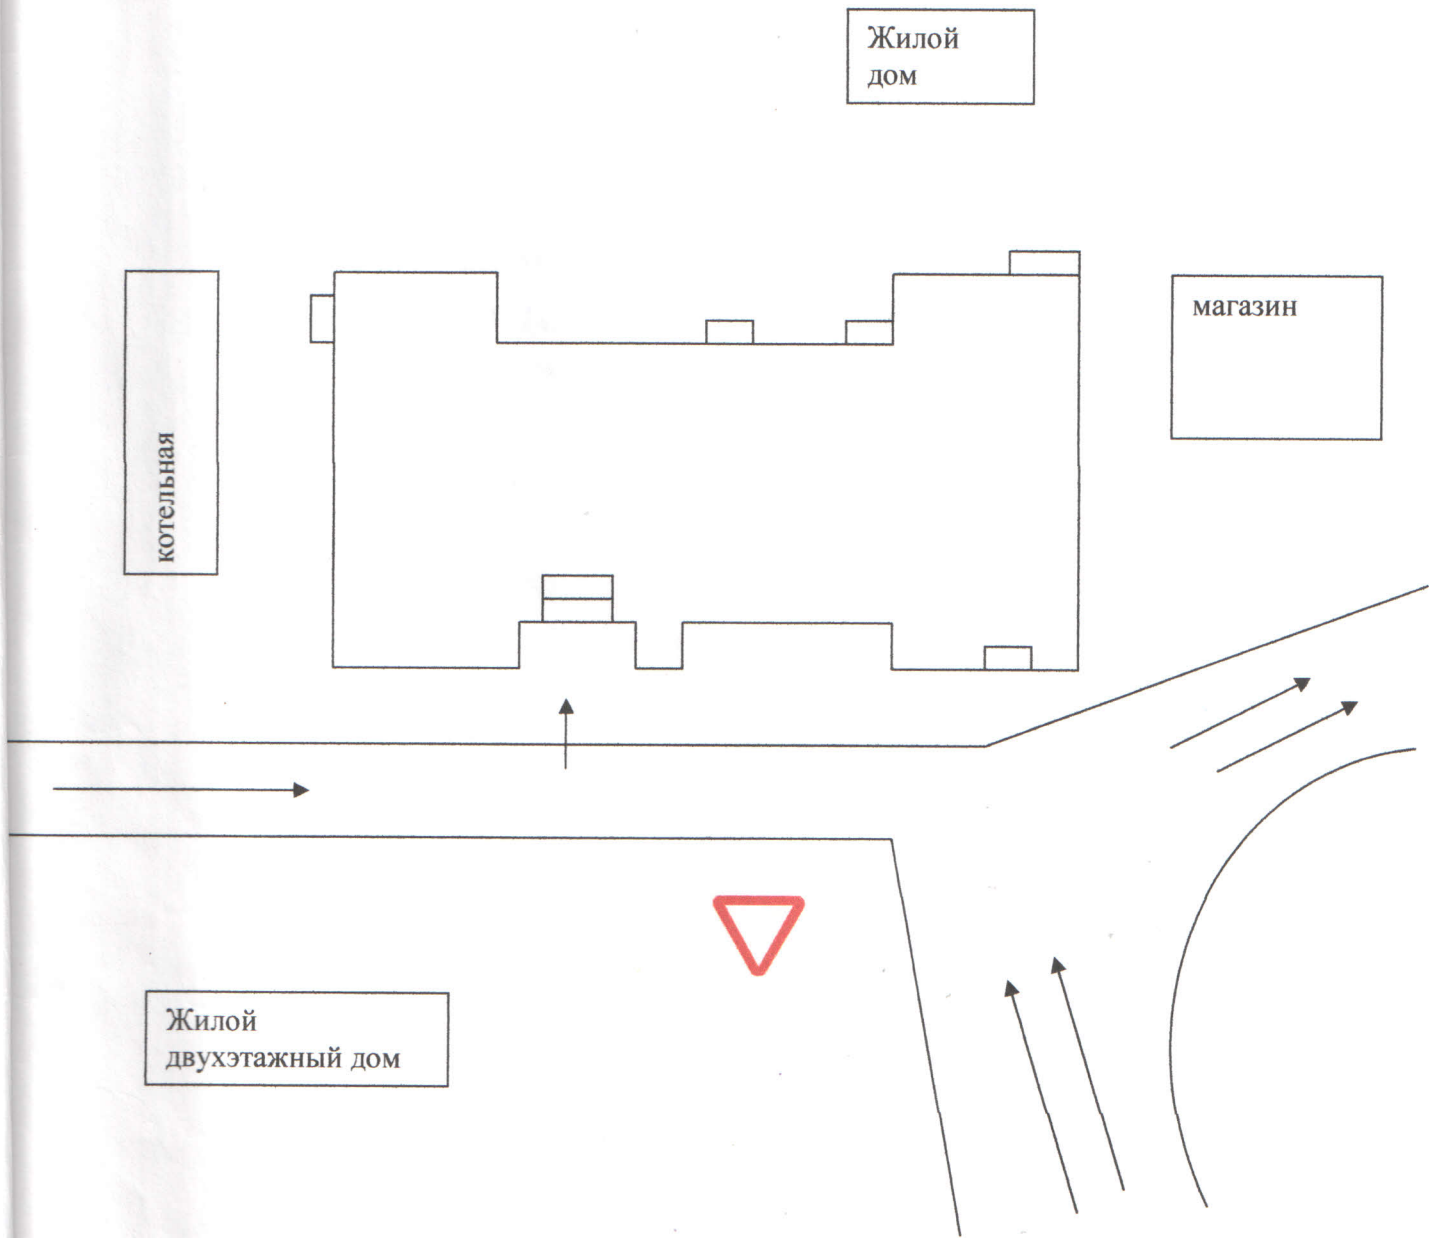 Жилой
дом
магазин
котельная
Жилой
двухэтажный дом